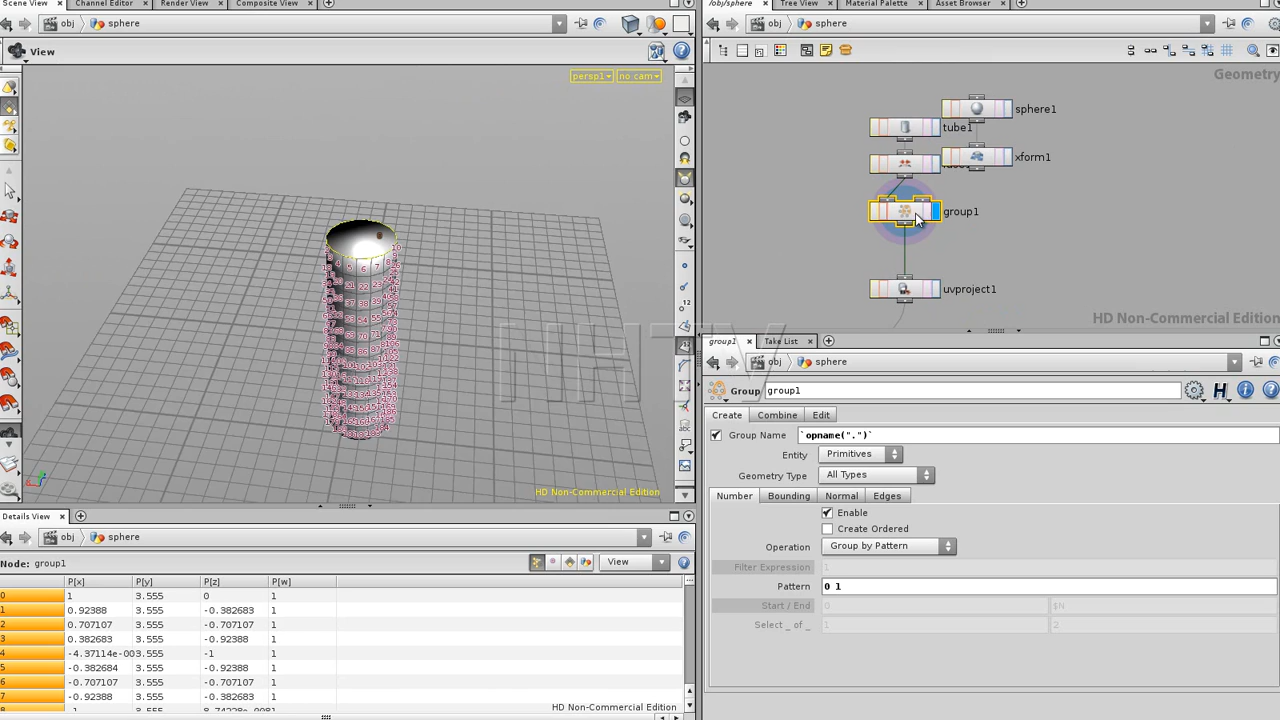 Scene View
Channel Editor
Render View
Composite View
/obj/sphere
Tree View
Material Palette
Asset Browser
obj
sphere
obj
sphere
View
persp1
no cam
HD Non-Commercial Edition
Geometry
sphere1
tube1
xform1
group1
uvproject1
HD Non-Commercial Edition
NHTV
group1
Take List
obj
sphere
Group
group1
Create
Combine
Edit
Group Name
`opname(".")`
Entity
Primitives
Geometry Type
All Types
Number
Bounding
Normal
Edges
Enable
Create Ordered
Operation
Group by Pattern
Filter Expression
1
Pattern
0 1
Start / End
0
$N
Select _ of _
1
2
Details View
obj
sphere
Node: group1
View
P[x] P[y] P[z] P[w]
0 1 3.555 0 1
1 0.92388 3.555 -0.382683 1
2 0.707107 3.555 -0.707107 1
3 0.382683 3.555 -0.92388 1
4 -4.37114e-00 3.555 -1 1
5 -0.382684 3.555 -0.92388 1
6 -0.707107 3.555 -0.707107 1
7 -0.92388 3.555 -0.382683 1
HD Non-Commercial Edition